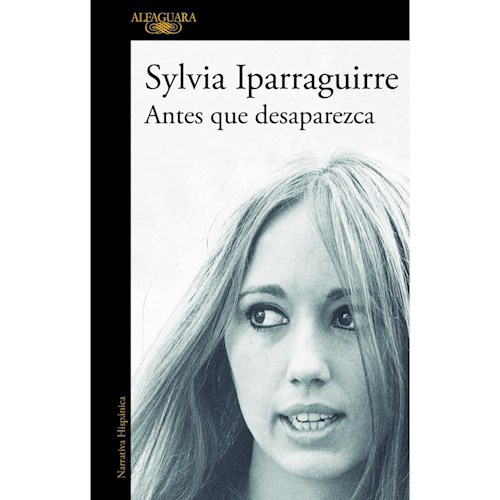 ALFAGUARA
Sylvia Iparraguirre
Antes que desaparezca
Narrativa Hispánica